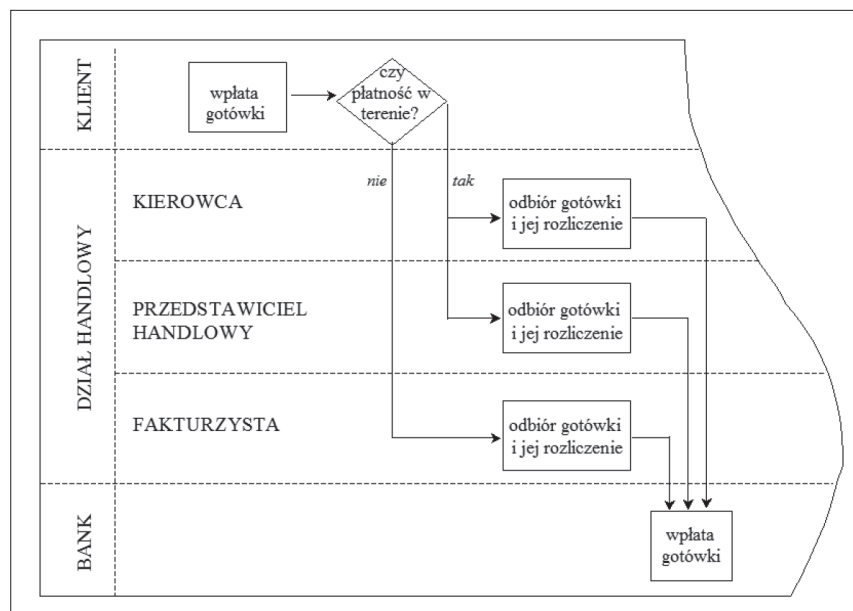 KLIENT
wpłata
gotówki
czy
płatność w
terenie?
nie
tak
DZIAŁ HANDLOWY
KIEROWCA
odbiór gotówki
i jej rozliczenie
PRZEDSTAWICIEL
HANDLOWY
odbiór gotówki
i jej rozliczenie
FAKTURZYSTA
odbiór gotówki
i jej rozliczenie
BANK
wpłata
gotówki